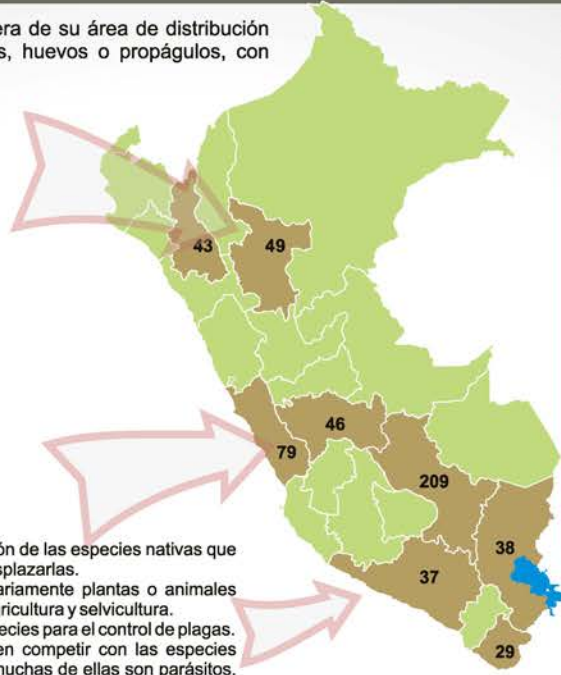 era de su área de distribución
s, huevos o propágulos, con
43
49
46
79
209
38
37
29
ón de las especies nativas que
splazarlas.
ariamente plantas o animales
ricultura y selvicultura.
ecies para el control de plagas.
en competir con las especies
muchas de ellas son parásitos.